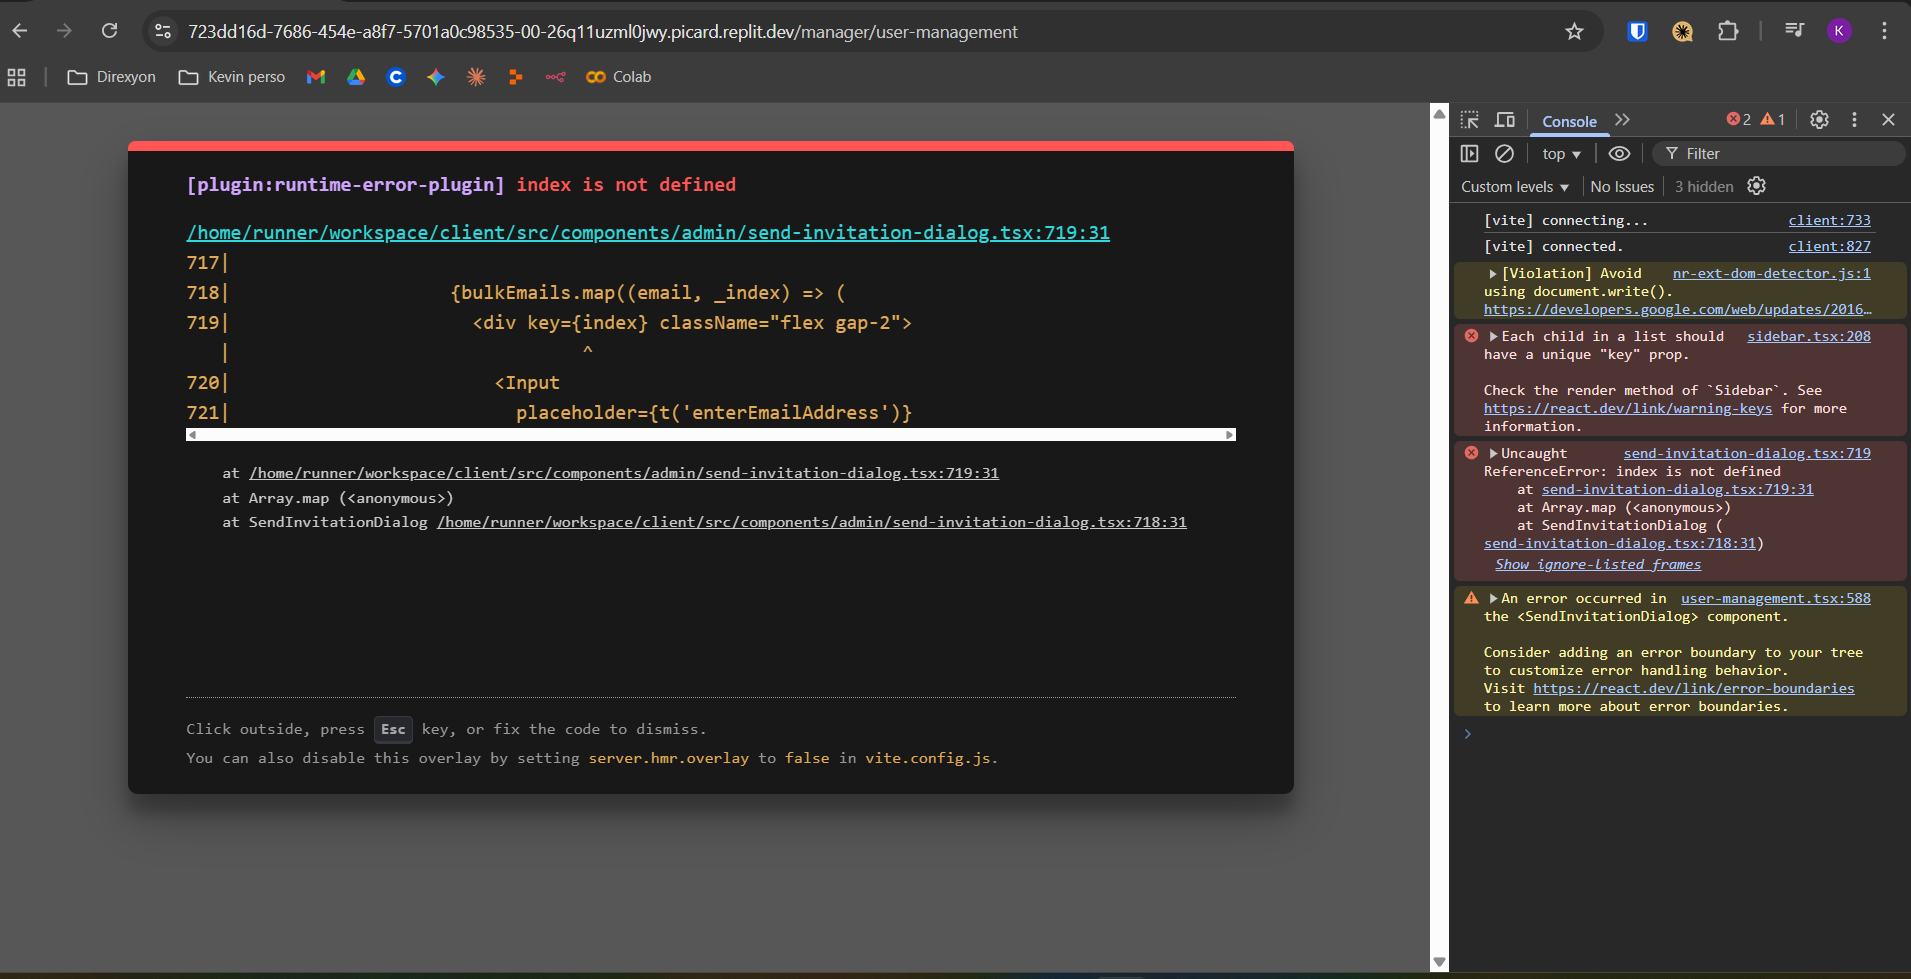 723dd16d-7686-454e-a8f7-5701a0c98535-00-26q11uzml0jwy.picard.replit.dev/manager/user-management
K
Direxyon
Kevin perso
C
Colab
[plugin:runtime-error-plugin] index is not defined
/home/runner/workspace/client/src/components/admin/send-invitation-dialog.tsx:719:31
717|
718| {bulkEmails.map((email, _index) => (
719| <div key={index} className="flex gap-2">
| ^
720| <Input
721| placeholder={t('enterEmailAddress')}
at /home/runner/workspace/client/src/components/admin/send-invitation-dialog.tsx:719:31
at Array.map (<anonymous>)
at SendInvitationDialog /home/runner/workspace/client/src/components/admin/send-invitation-dialog.tsx:718:31
Click outside, press Esc key, or fix the code to dismiss.
You can also disable this overlay by setting server.hmr.overlay to false in vite.config.js.
Console
2
1
top
Filter
Custom levels
No Issues
3 hidden
[vite] connecting... client:733
[vite] connected. client:827
[Violation] Avoid nr-ext-dom-detector.js:1
using document.write().
https://developers.google.com/web/updates/2016…
Each child in a list should sidebar.tsx:208
have a unique "key" prop.
Check the render method of `Sidebar`. See
https://react.dev/link/warning-keys for more
information.
Uncaught send-invitation-dialog.tsx:719
ReferenceError: index is not defined
at send-invitation-dialog.tsx:719:31
at Array.map (<anonymous>)
at SendInvitationDialog (
send-invitation-dialog.tsx:718:31)
Show ignore-listed frames
An error occurred in user-management.tsx:588
the <SendInvitationDialog> component.
Consider adding an error boundary to your tree
to customize error handling behavior.
Visit https://react.dev/link/error-boundaries
to learn more about error boundaries.